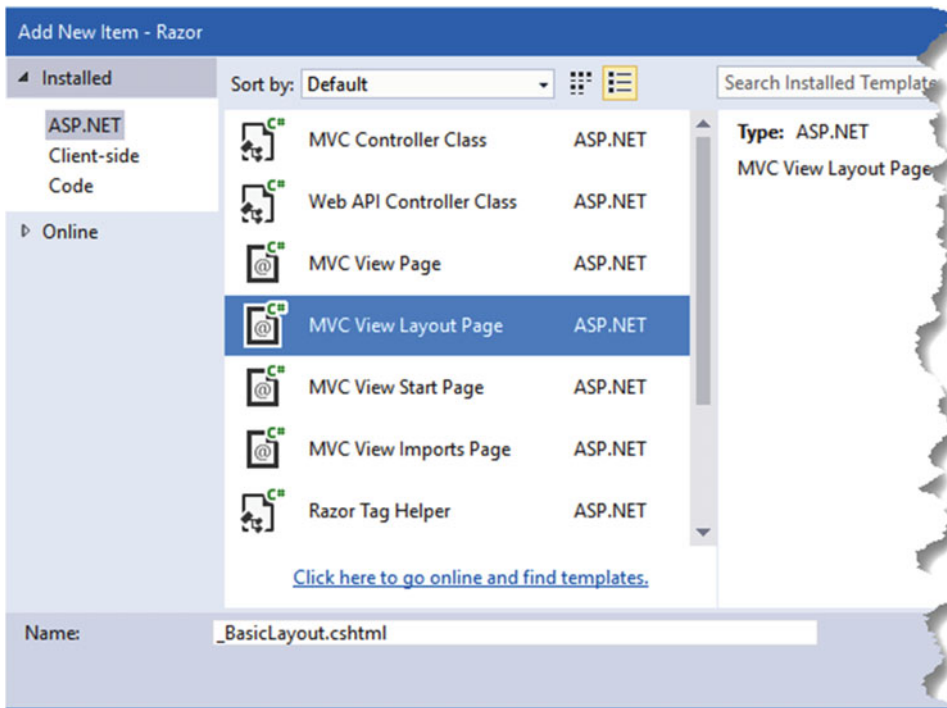 Add New Item - Razor
Installed
ASP.NET
Client-side
Code
Online
Sort by: Default
Search Installed Template
C# MVC Controller Class ASP.NET
C# Web API Controller Class ASP.NET
C# @ MVC View Page ASP.NET
C# @ MVC View Layout Page ASP.NET
C# @ MVC View Start Page ASP.NET
C# @ MVC View Imports Page ASP.NET
C# Razor Tag Helper ASP.NET
Click here to go online and find templates.
Type: ASP.NET
MVC View Layout Page
Name: _BasicLayout.cshtml